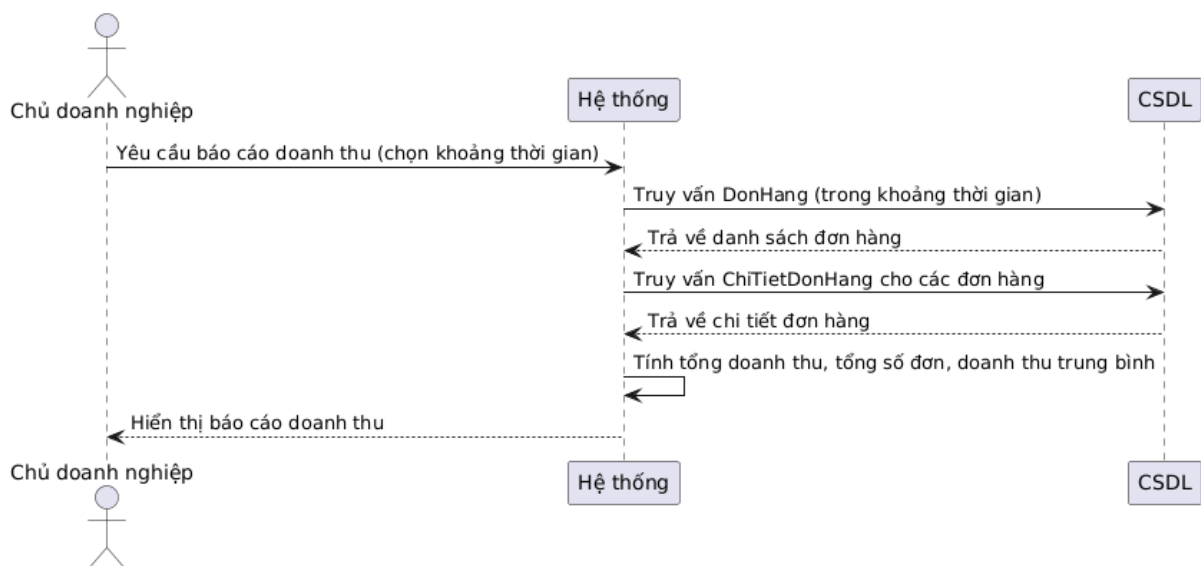 Chủ doanh nghiệp
Hệ thống
CSDL
Yêu cầu báo cáo doanh thu (chọn khoảng thời gian)
Truy vấn DonHang (trong khoảng thời gian)
Trả về danh sách đơn hàng
Truy vấn ChiTietDonHang cho các đơn hàng
Trả về chi tiết đơn hàng
Tính tổng doanh thu, tổng số đơn, doanh thu trung bình
Hiển thị báo cáo doanh thu
Chủ doanh nghiệp
Hệ thống
CSDL